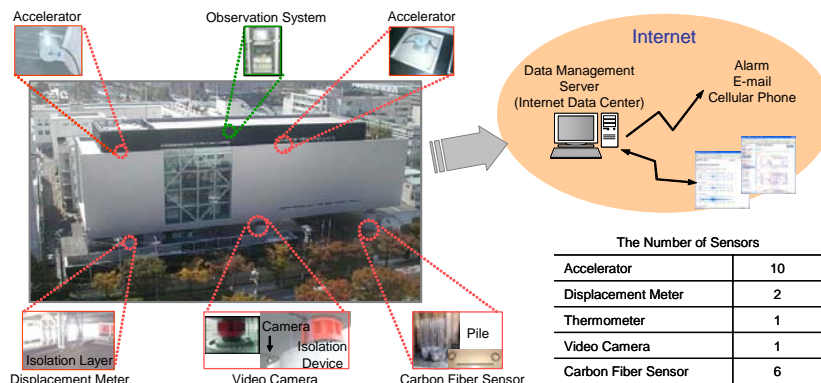 Accelerator
Observation System
Accelerator
Internet
Data Management
Server
(Internet Data Center)
Alarm
E-mail
Cellular Phone
Isolation Layer
Displacement Meter
Camera
Isolation
Device
Video Camera
Pile
Carbon Fiber Sensor
The Number of Sensors
Accelerator 10
Displacement Meter 2
Thermometer 1
Video Camera 1
Carbon Fiber Sensor 6